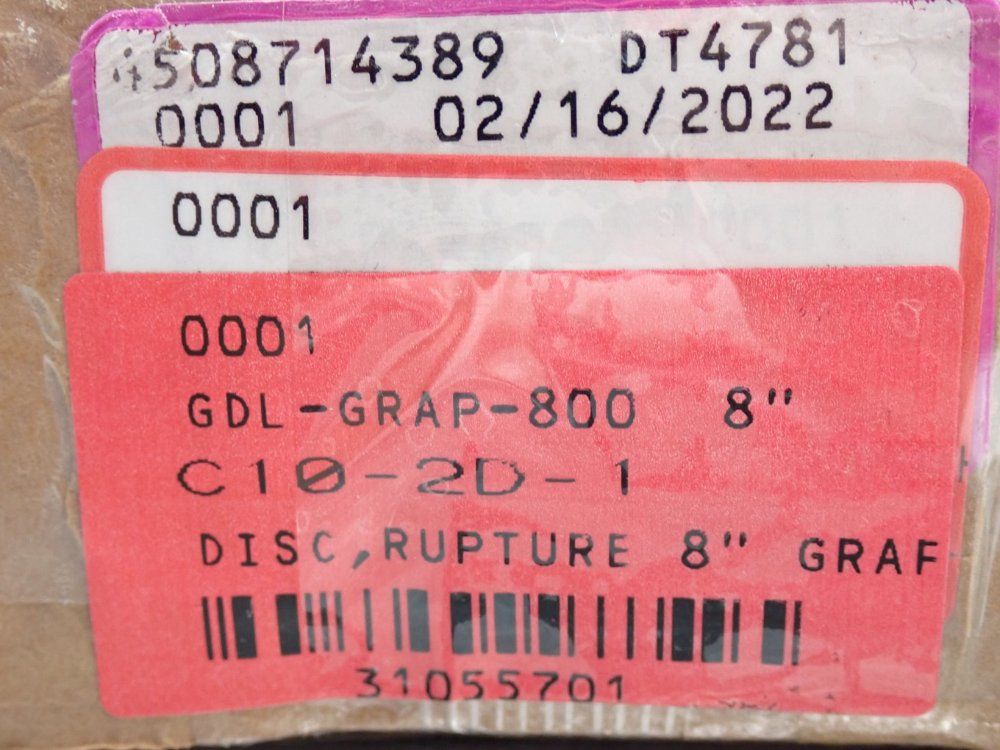 4508714389 DT4781
0001 02/16/2022
0001
0001
GDL-GRAP-800 8"
C10-2D-1
DISC,RUPTURE 8" GRAF
31055701